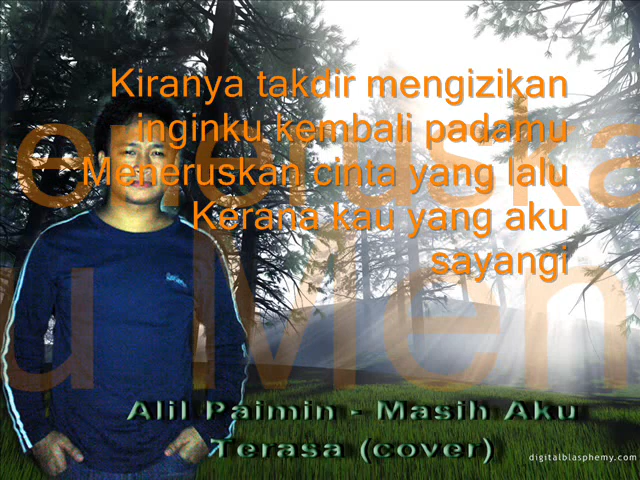 Kiranya takdir mengizikan
inginku kembali padamu
Meneruskan cinta yang lalu
Kerana kau yang aku
sayangi
Alil Paimin - Masih Aku
Terasa (cover)
digitalblasphemy.com